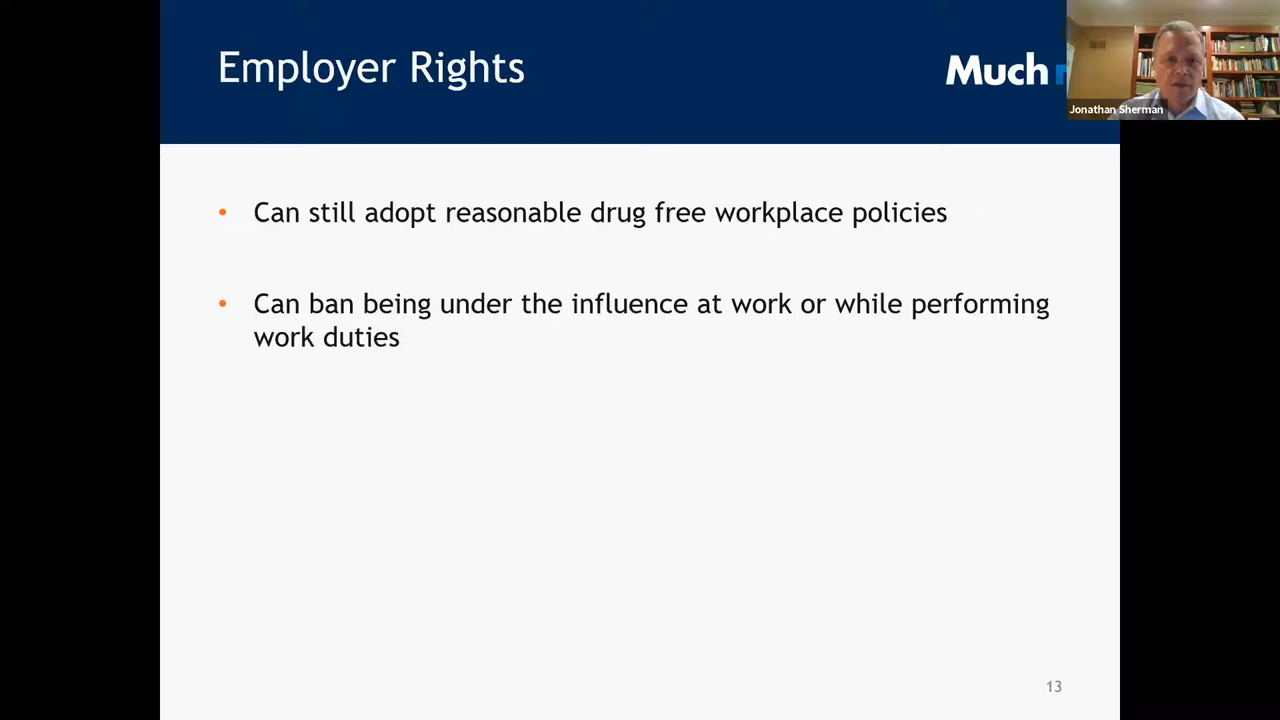 Employer Rights
Much
Jonathan Sherman
• Can still adopt reasonable drug free workplace policies
• Can ban being under the influence at work or while performing
work duties
13